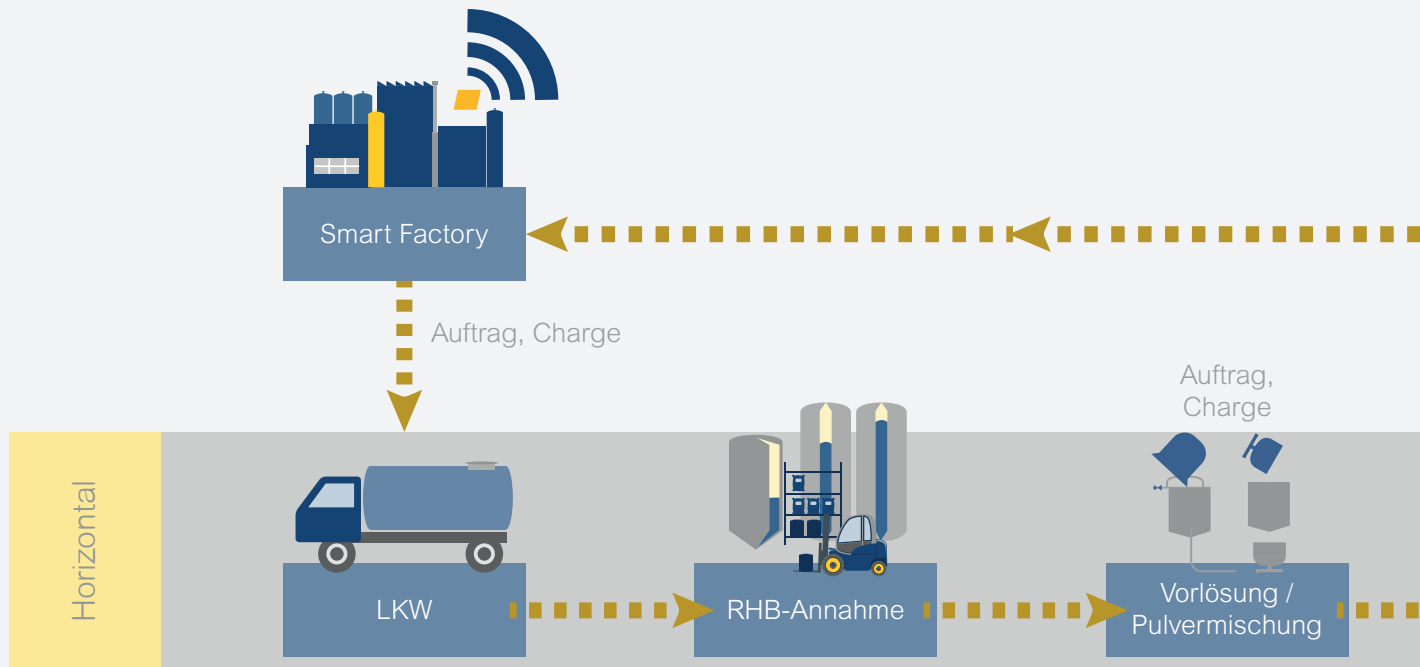 Smart Factory
Auftrag, Charge
Auftrag,
Charge
Horizontal
LKW
RHB-Annahme
Vorlösung /
Pulvermischung